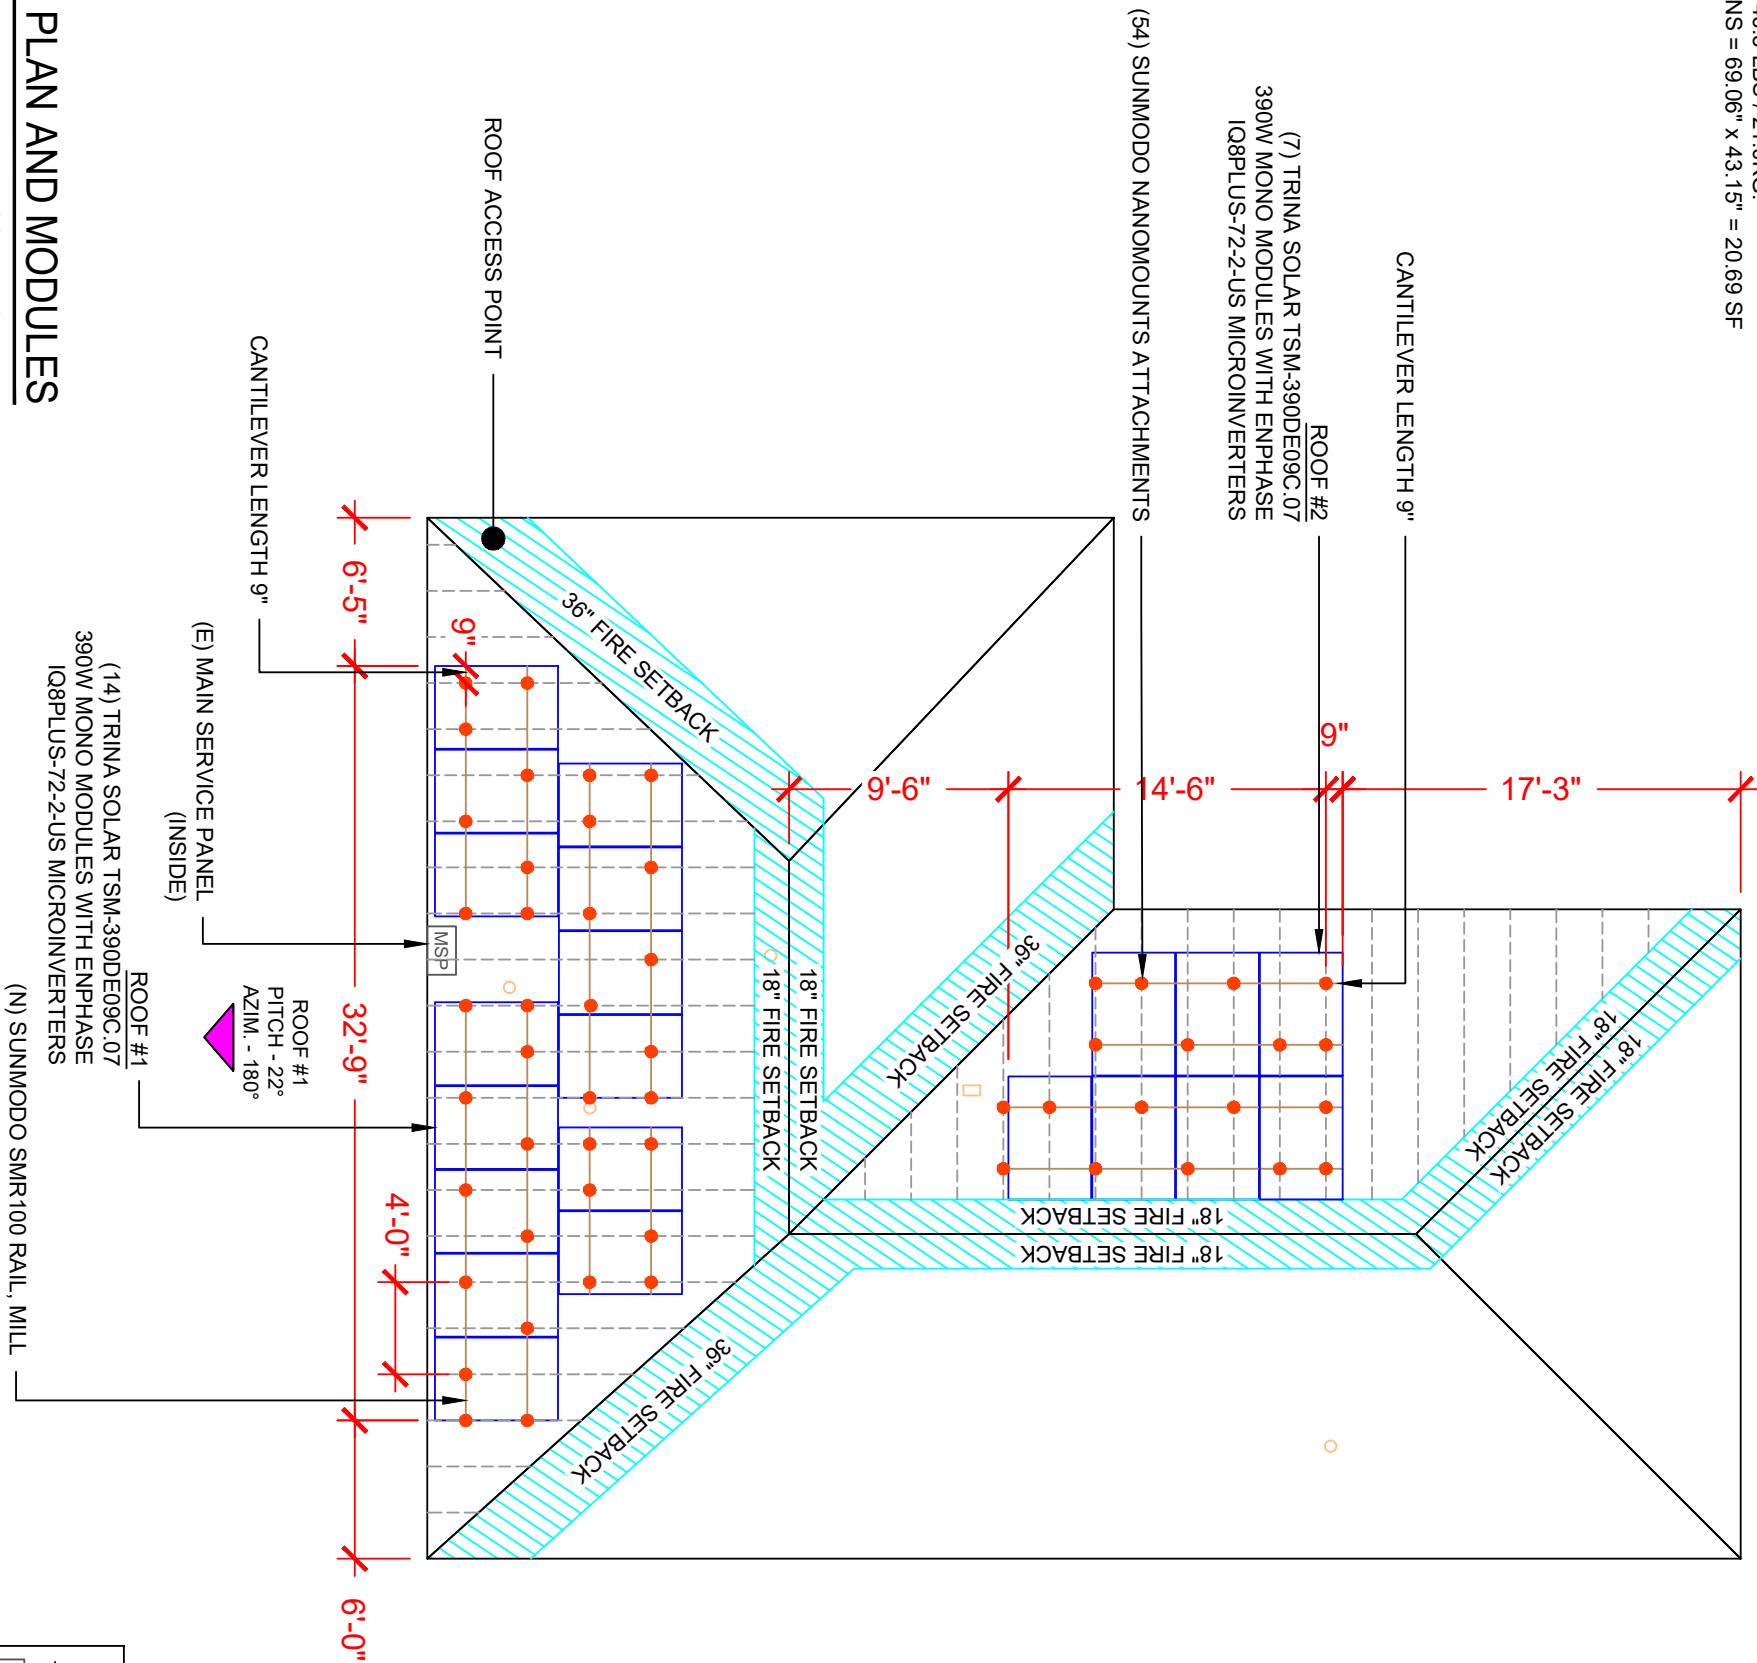 NS = 69.06" x 43.15" = 20.69 SF
CANTILEVER LENGTH 9"
ROOF #2
(7) TRINA SOLAR TSM-390DE09C.07
390W MONO MODULES WITH ENPHASE
IQ8PLUS-72-2-US MICROINVERTERS
(54) SUNMODO NANOMOUNTS ATTACHMENTS
ROOF ACCESS POINT
CANTILEVER LENGTH 9"
(E) MAIN SERVICE PANEL
(INSIDE)
ROOF #1
(14) TRINA SOLAR TSM-390DE09C.07
390W MONO MODULES WITH ENPHASE
IQ8PLUS-72-2-US MICROINVERTERS
ROOF #1
PITCH - 22°
AZIM. - 180°
(N) SUNMODO SMR100 RAIL, MILL
MSP
36" FIRE SETBACK
18" FIRE SETBACK
18" FIRE SETBACK
36" FIRE SETBACK
18" FIRE SETBACK
18" FIRE SETBACK
18" FIRE SETBACK
18" FIRE SETBACK
36" FIRE SETBACK
9'-6"
14'-6"
9"
17'-3"
6'-5"
9"
32'-9"
4'-0"
6'-0"
PLAN AND MODULES